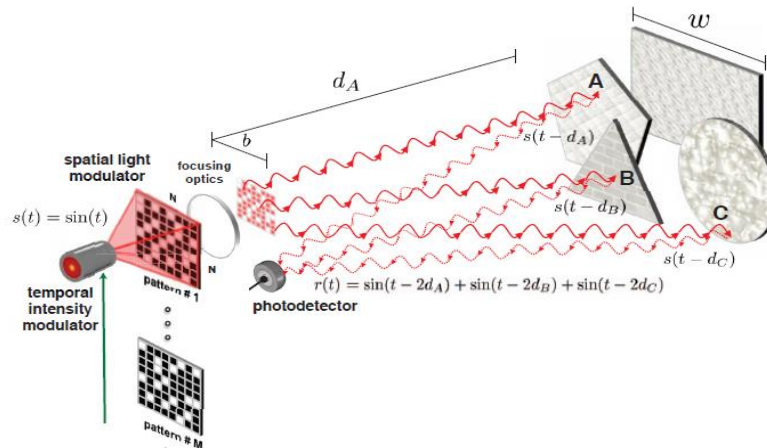 w
d_A
A
b
spatial light
modulator
focusing
optics
N
s(t - d_A)
B
s(t) = sin(t)
s(t - d_B)
C
N
s(t - d_C)
pattern # 1
r(t) = sin(t - 2d_A) + sin(t - 2d_B) + sin(t - 2d_C)
temporal
intensity
modulator
photodetector
pattern # M